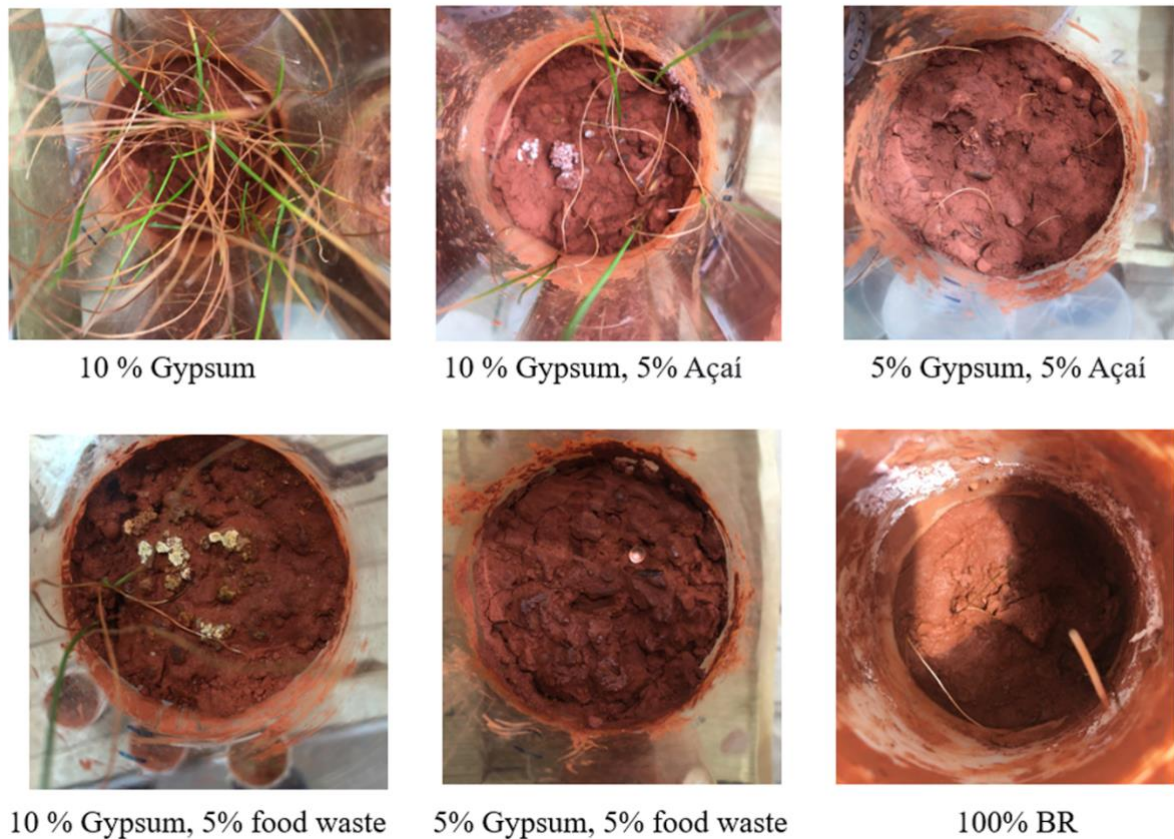 10 % Gypsum
10 % Gypsum, 5% Açaí
5% Gypsum, 5% Açaí
10 % Gypsum, 5% food waste
5% Gypsum, 5% food waste
100% BR